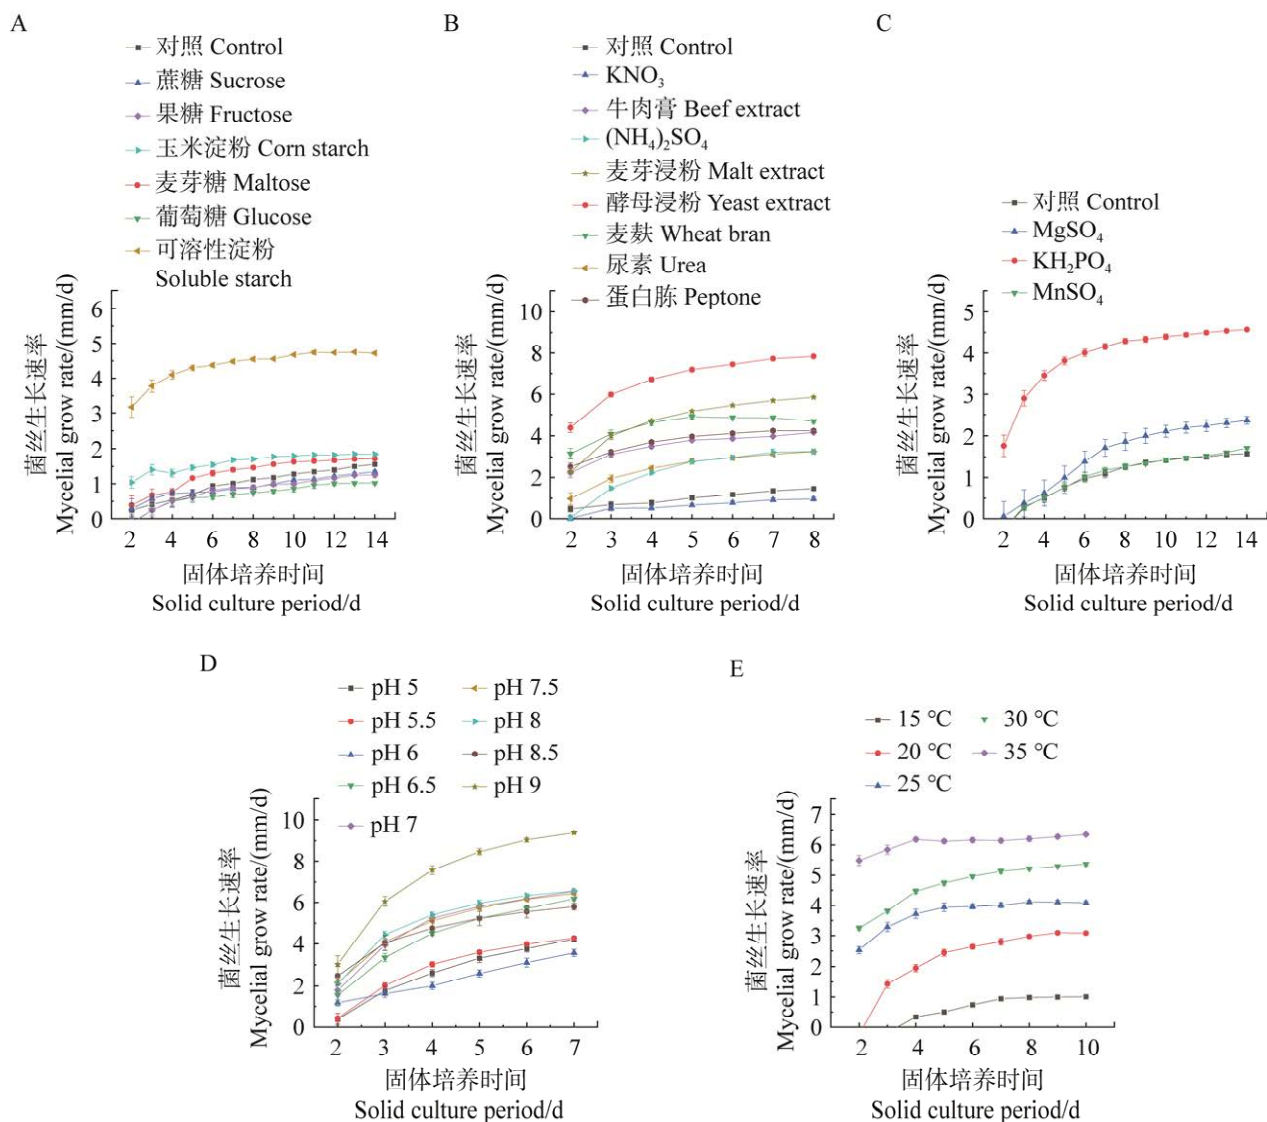 A
对照 Control
蔗糖 Sucrose
果糖 Fructose
玉米淀粉 Corn starch
麦芽糖 Maltose
葡萄糖 Glucose
可溶性淀粉
Soluble starch
菌丝生长速率
Mycelial grow rate/(mm/d)
6
5
4
3
2
1
0
2 4 6 8 10 12 14
固体培养时间
Solid culture period/d
B
对照 Control
KNO3
牛肉膏 Beef extract
(NH4)2SO4
麦芽浸粉 Malt extract
酵母浸粉 Yeast extract
麦麸 Wheat bran
尿素 Urea
蛋白胨 Peptone
菌丝生长速率
Mycelial grow rate/(mm/d)
10
8
6
4
2
0
2 3 4 5 6 7 8
固体培养时间
Solid culture period/d
C
对照 Control
MgSO4
KH2PO4
MnSO4
菌丝生长速率
Mycelial grow rate/(mm/d)
5
4
3
2
1
0
2 4 6 8 10 12 14
固体培养时间
Solid culture period/d
D
pH 5
pH 5.5
pH 6
pH 6.5
pH 7
pH 7.5
pH 8
pH 8.5
pH 9
菌丝生长速率
Mycelial grow rate/(mm/d)
10
8
6
4
2
0
2 3 4 5 6 7
固体培养时间
Solid culture period/d
E
15 °C
20 °C
25 °C
30 °C
35 °C
菌丝生长速率
Mycelial grow rate/(mm/d)
7
6
5
4
3
2
1
0
2 4 6 8 10
固体培养时间
Solid culture period/d